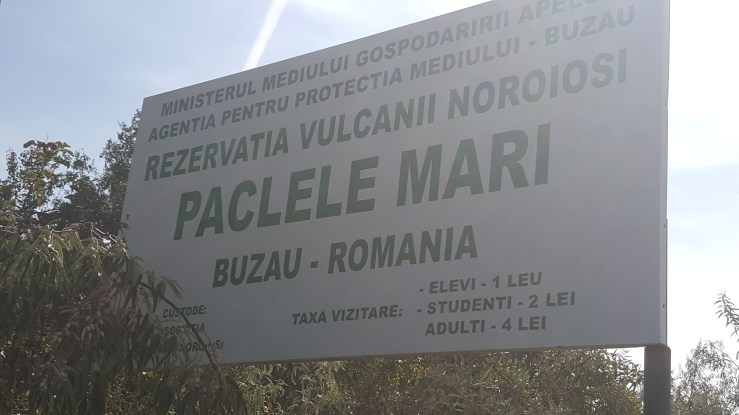 MINISTERUL MEDIULUI GOSPODARIRII
AGENTIA PENTRU PROTECTIA MEDIULUI - BUZAU
REZERVATIA VULCANII NOROIOSI
PACLELE MARI
BUZAU - ROMANIA
CUSTODE:
TAXA VIZITARE:
- ELEVI - 1 LEU
- STUDENTI - 2 LEI
ADULTI - 4 LEI